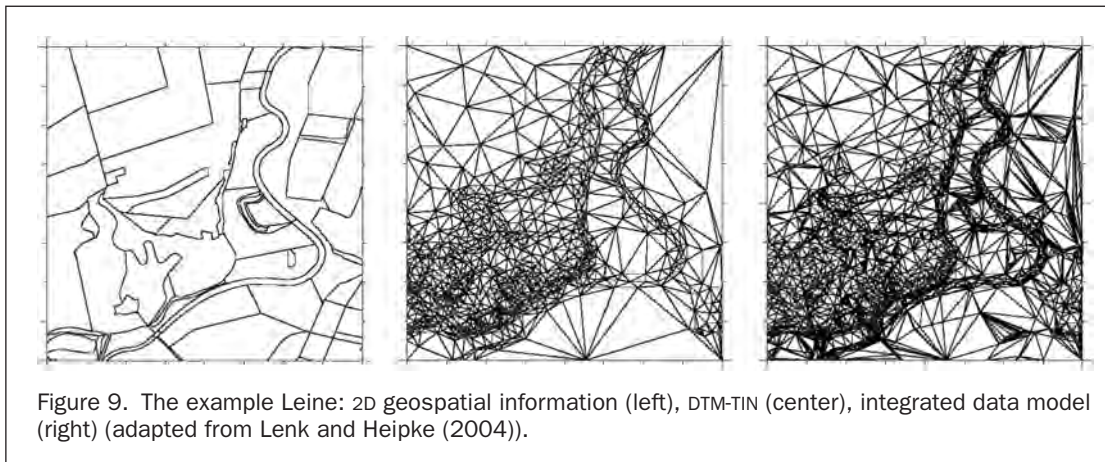 Figure 9. The example Leine: 2D geospatial information (left), DTM-TIN (center), integrated data model
(right) (adapted from Lenk and Heipke (2004)).